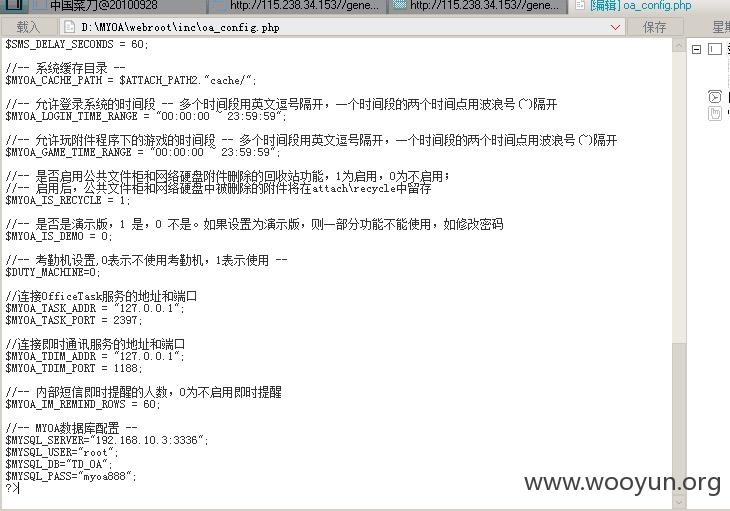 中国菜刀@20100928
http://115.238.34.153//gene...
http://115.238.34.153//gene...
[编辑] oa_config.php
载入
D:\MYOA\webroot\inc\oa_config.php
保存
$SMS_DELAY_SECONDS = 60;
//-- 系统缓存目录 --
$MYOA_CACHE_PATH = $ATTACH_PATH2."cache/";
//-- 允许登录系统的时间段 -- 多个时间段用英文逗号隔开，一个时间段的两个时间点用波浪号(~)隔开
$MYOA_LOGIN_TIME_RANGE = "00:00:00 ~ 23:59:59";
//-- 允许玩附件程序下的游戏的时间段 -- 多个时间段用英文逗号隔开，一个时间段的两个时间点用波浪号(~)隔开
$MYOA_GAME_TIME_RANGE = "00:00:00 ~ 23:59:59";
//-- 是否启用公共文件柜和网络硬盘附件删除的回收站功能，1为启用，0为不启用；
//-- 启用后，公共文件柜和网络硬盘中被删除的附件将在attach\recycle中留存
$MYOA_IS_RECYCLE = 1;
//-- 是否是演示版，1 是，0 不是。如果设置为演示版，则一部分功能不能使用，如修改密码
$MYOA_IS_DEMO = 0;
//-- 考勤机设置,0表示不使用考勤机，1表示使用 --
$DUTY_MACHINE=0;
//连接OfficeTask服务的地址和端口
$MYOA_TASK_ADDR = "127.0.0.1";
$MYOA_TASK_PORT = 2397;
//连接即时通讯服务的地址和端口
$MYOA_TDIM_ADDR = "127.0.0.1";
$MYOA_TDIM_PORT = 1188;
//-- 内部短信即时提醒的人数，0为不启用即时提醒
$MYOA_IM_REMIND_ROWS = 60;
//-- MYOA数据库配置 --
$MYSQL_SERVER="192.168.10.3:3336";
$MYSQL_USER="root";
$MYSQL_DB="TD_OA";
$MYSQL_PASS="myoa888";
?>
www.wooyun.org